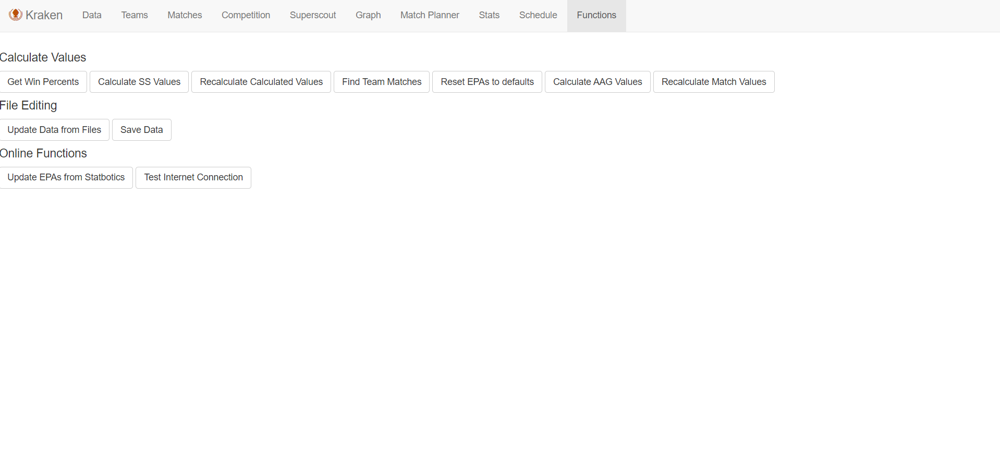 Kraken Data Teams Matches Competition Superscout Graph Match Planner Stats Schedule Functions
Calculate Values
Get Win Percents Calculate SS Values Recalculate Calculated Values Find Team Matches Reset EPAs to defaults Calculate AAG Values Recalculate Match Values
File Editing
Update Data from Files Save Data
Online Functions
Update EPAs from Statbotics Test Internet Connection